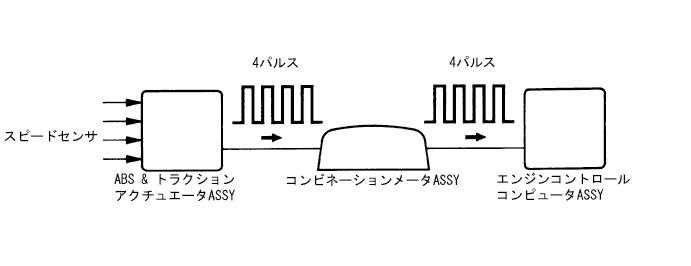 4パルス
4パルス
スピードセンサ
ABS & トラクション
アクチュエータASSY
コンビネーションメータASSY
エンジンコントロール
コンピュータASSY